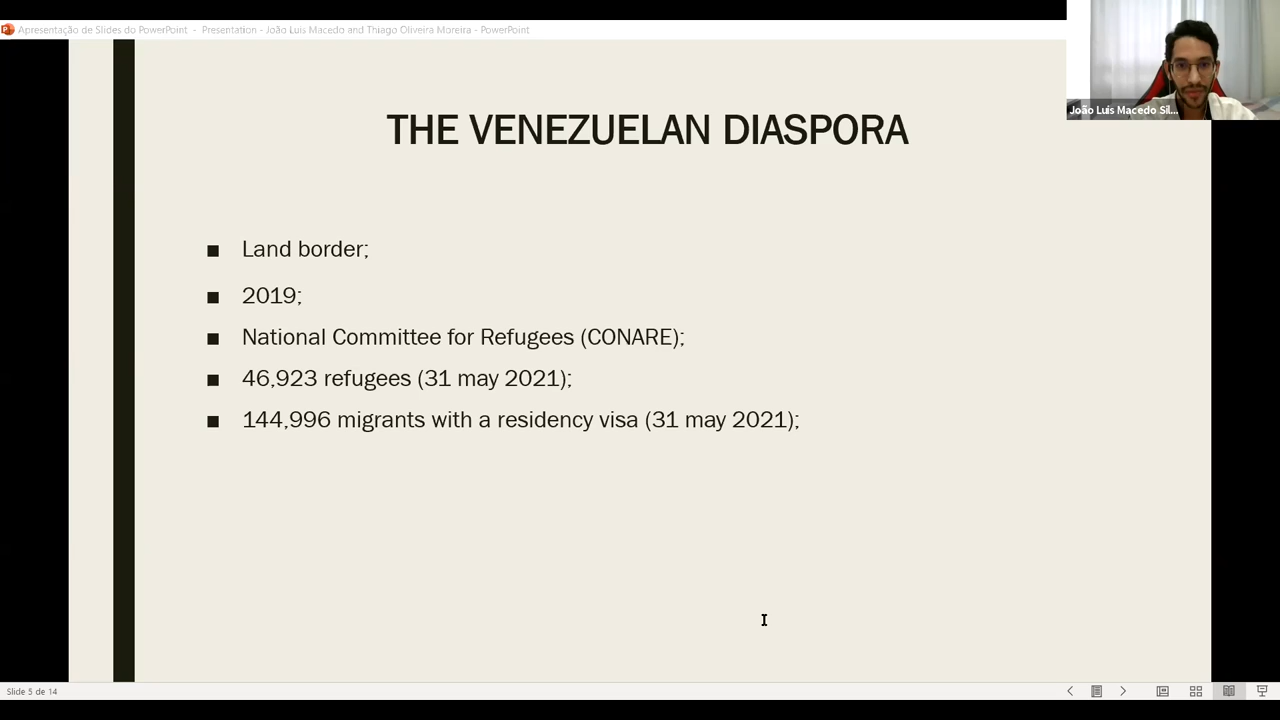 Apresentação de Slides do PowerPoint - Presentation - João Luis Macedo and Thiago Oliveira Moreira - PowerPoint
João Luis Macedo Sil...
THE VENEZUELAN DIASPORA
■ Land border;
■ 2019;
■ National Committee for Refugees (CONARE);
■ 46,923 refugees (31 may 2021);
■ 144,996 migrants with a residency visa (31 may 2021);
Slide 5 de 14